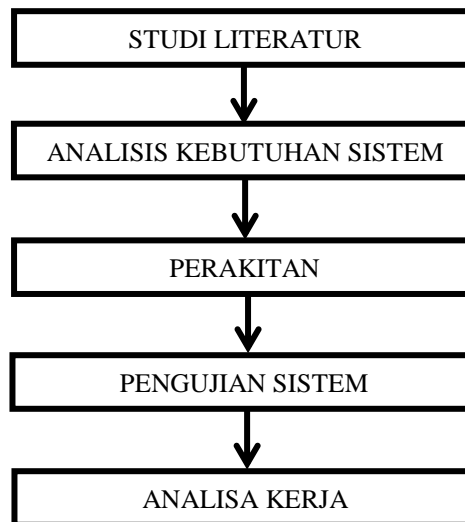 STUDI LITERATUR
ANALISIS KEBUTUHAN SISTEM
PERAKITAN
PENGUJIAN SISTEM
ANALISA KERJA